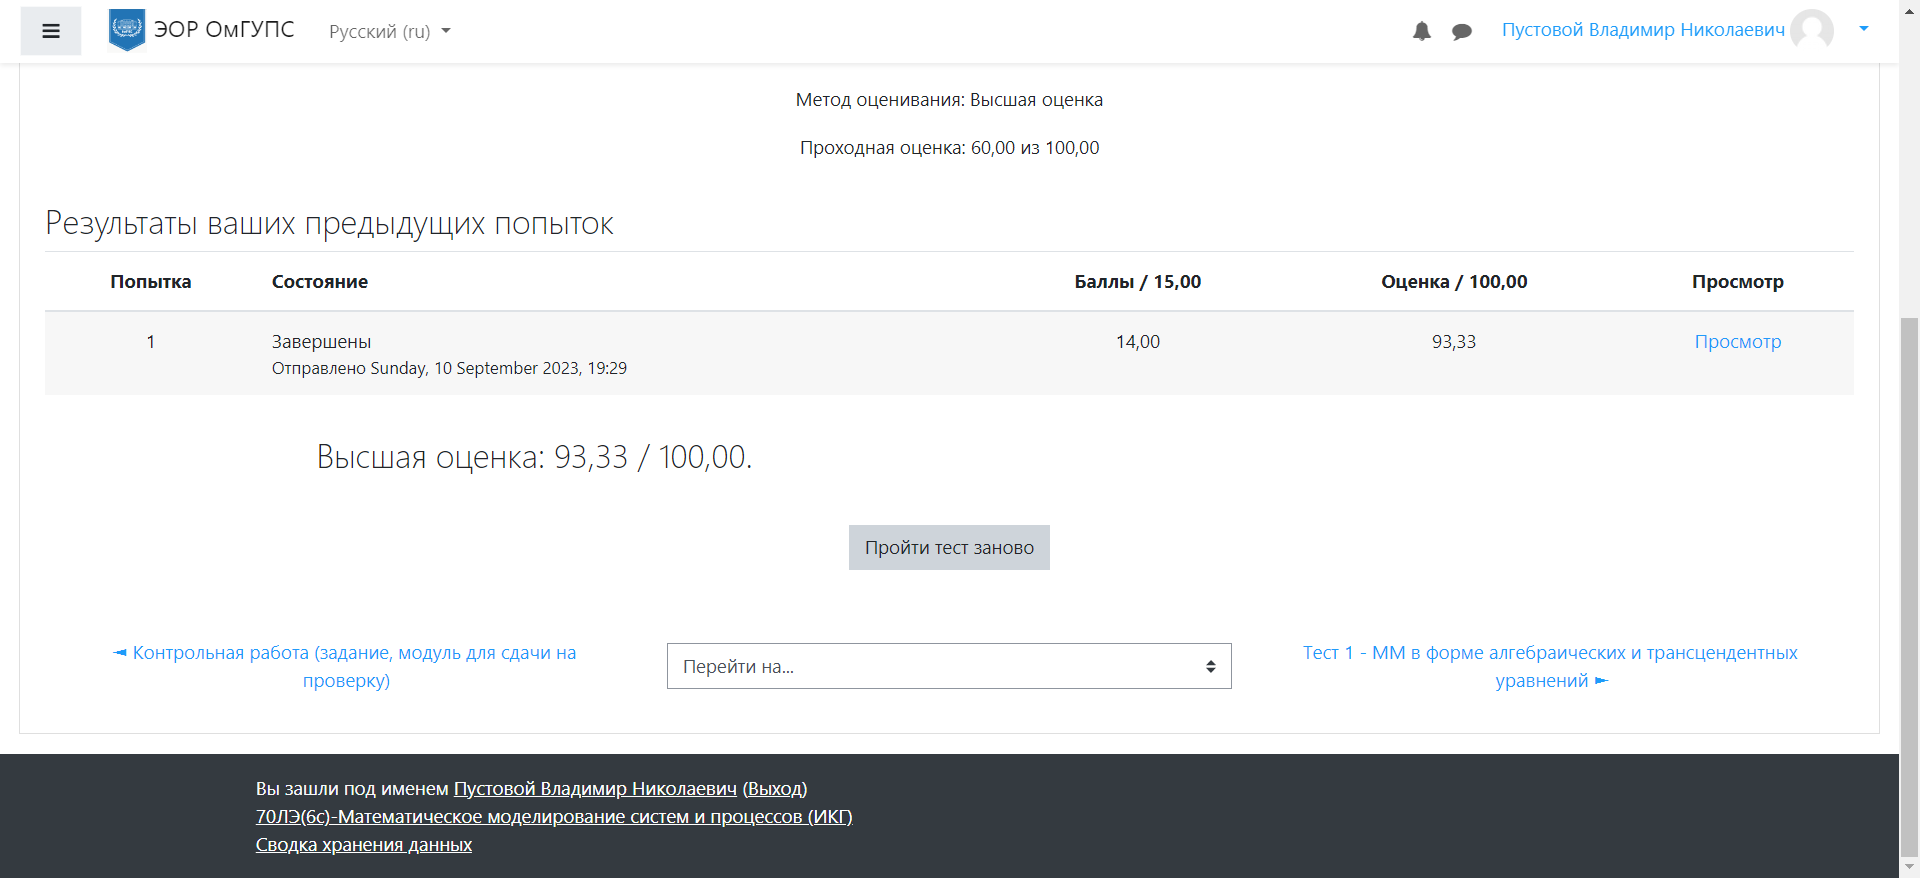 ЭОР ОмГУПС Русский (ru) Пустовой Владимир Николаевич
Метод оценивания: Высшая оценка
Проходная оценка: 60,00 из 100,00
Результаты ваших предыдущих попыток
Попытка Состояние Баллы / 15,00 Оценка / 100,00 Просмотр
1 Завершены 14,00 93,33 Просмотр
Отправлено Sunday, 10 September 2023, 19:29
Высшая оценка: 93,33 / 100,00.
Пройти тест заново
◄ Контрольная работа (задание, модуль для сдачи на
проверку)
Перейти на...
Тест 1 - ММ в форме алгебраических и трансцендентных
уравнений ►
Вы зашли под именем Пустовой Владимир Николаевич (Выход)
70ЛЭ(6с)-Математическое моделирование систем и процессов (ИКГ)
Сводка хранения данных